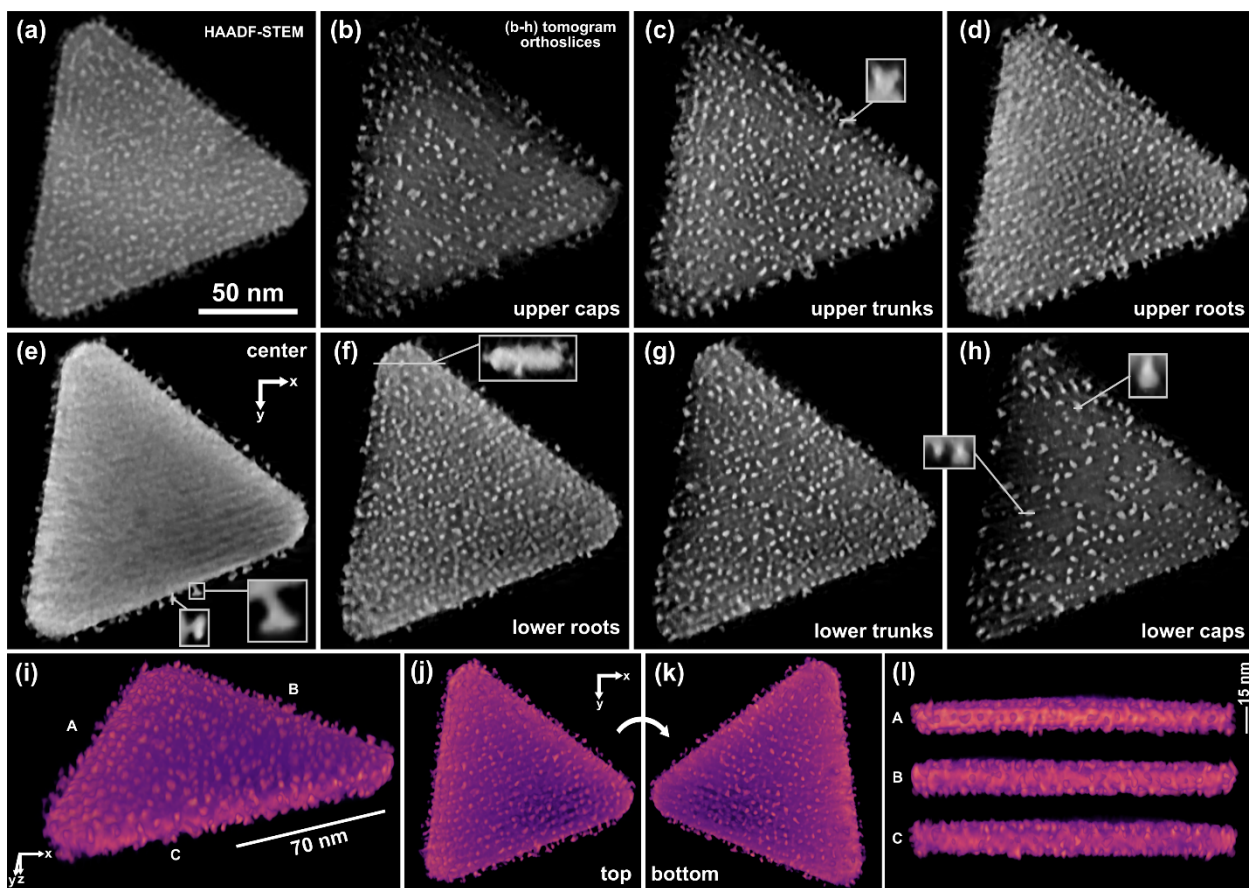 (a)
HAADF-STEM
50 nm
(b)
(b-h) tomogram
orthoslices
upper caps
(c)
upper trunks
(d)
upper roots
(e)
center
x
y
(f)
lower roots
(g)
lower trunks
(h)
lower caps
(i)
A
B
C
70 nm
x
y
z
(j)
x
y
top
(k)
bottom
(l)
A
B
C
15 nm